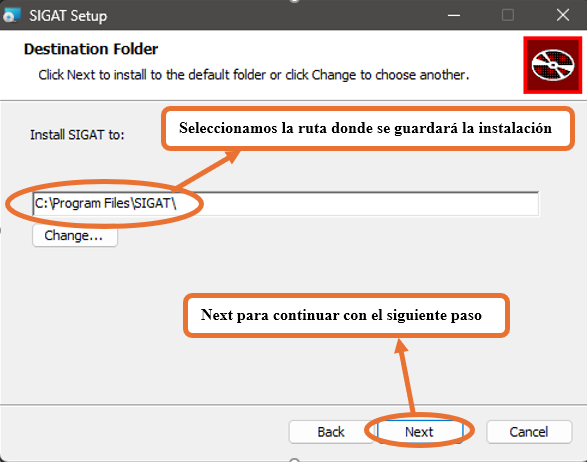 SIGAT Setup
Destination Folder
Click Next to install to the default folder or click Change to choose another.
Install SIGAT to:
Seleccionamos la ruta donde se guardará la instalación
C:\Program Files\SIGAT\
Change...
Next para continuar con el siguiente paso
Back Next Cancel